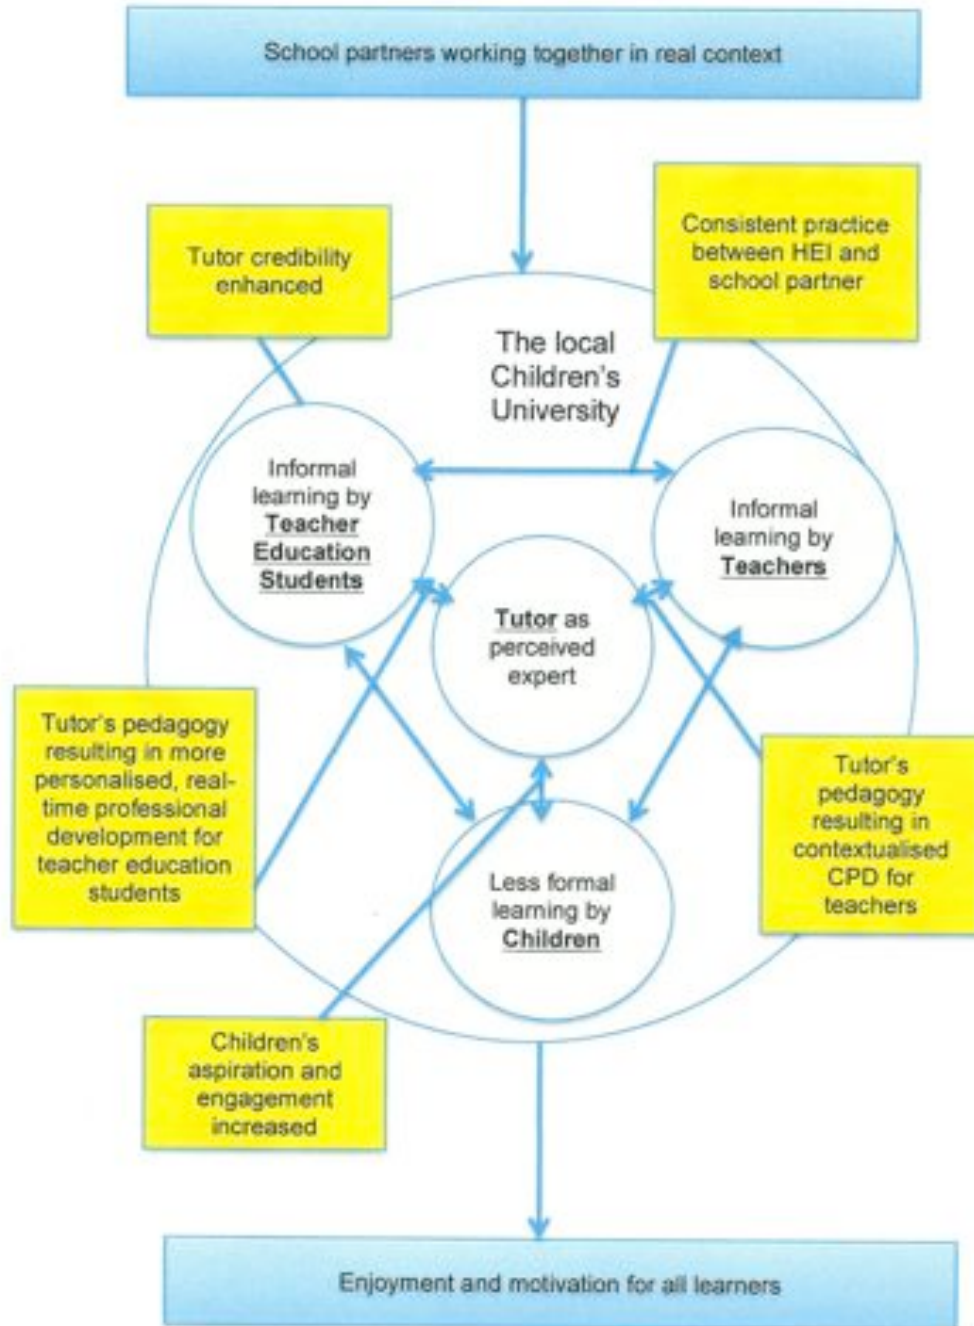 School partners working together in real context
Tutor credibility
enhanced
Consistent practice
between HEI and
school partner
The local
Children's
University
Informal
learning by
Teacher
Education
Students
Informal
learning by
Teachers
Tutor as
perceived
expert
Tutor's pedagogy
resulting in more
personalised, real-
time professional
development for
teacher education
students
Tutor's
pedagogy
resulting in
contextualised
CPD for
teachers
Less formal
learning by
Children
Children's
aspiration and
engagement
increased
Enjoyment and motivation for all learners